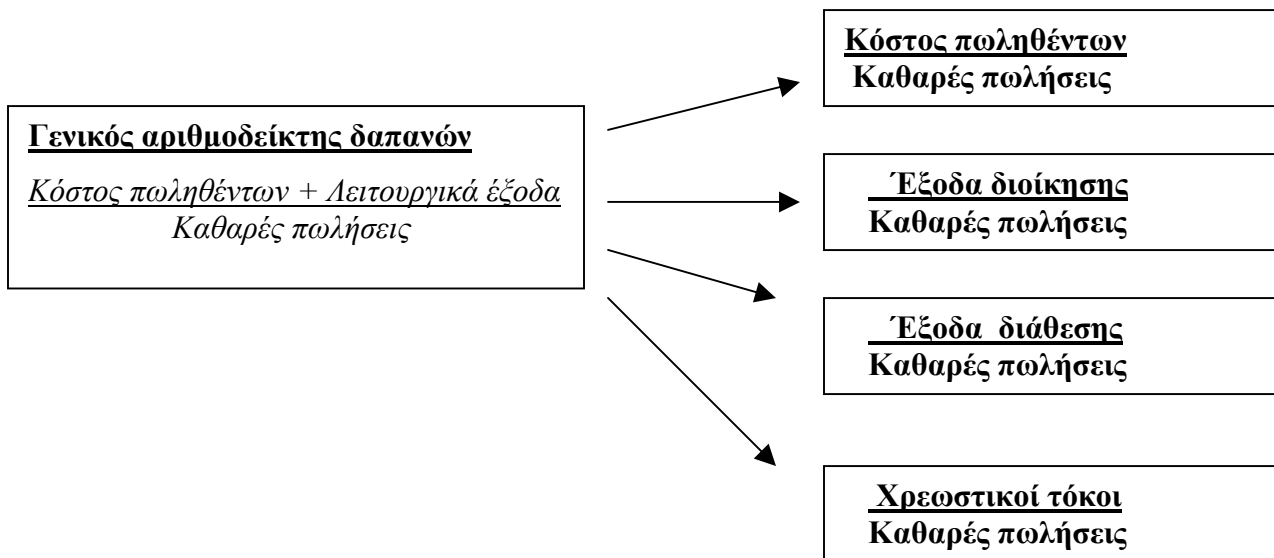 Γενικός αριθμοδείκτης δαπανών
Κόστος πωληθέντων + Λειτουργικά έξοδα
Καθαρές πωλήσεις
Κόστος πωληθέντων
Καθαρές πωλήσεις
Έξοδα διοίκησης
Καθαρές πωλήσεις
Έξοδα διάθεσης
Καθαρές πωλήσεις
Χρεωστικοί τόκοι
Καθαρές πωλήσεις